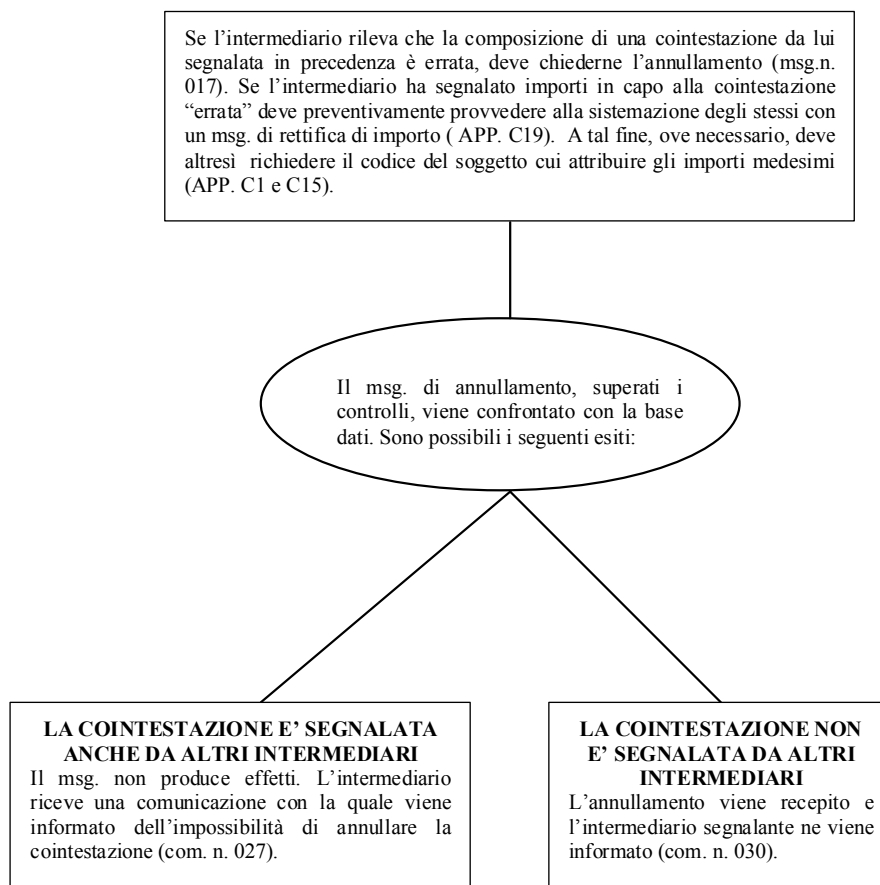 Se l’intermediario rileva che la composizione di una cointestazione da lui
segnalata in precedenza è errata, deve chiederne l’annullamento (msg.n.
017). Se l’intermediario ha segnalato importi in capo alla cointestazione
“errata” deve preventivamente provvedere alla sistemazione degli stessi con
un msg. di rettifica di importo ( APP. C19). A tal fine, ove necessario, deve
altresì richiedere il codice del soggetto cui attribuire gli importi medesimi
(APP. C1 e C15).
Il msg. di annullamento, superati i
controlli, viene confrontato con la base
dati. Sono possibili i seguenti esiti:
LA COINTESTAZIONE E’ SEGNALATA
ANCHE DA ALTRI INTERMEDIARI
Il msg. non produce effetti. L’intermediario
riceve una comunicazione con la quale viene
informato dell’impossibilità di annullare la
cointestazione (com. n. 027).
LA COINTESTAZIONE NON
E’ SEGNALATA DA ALTRI
INTERMEDIARI
L’annullamento viene recepito e
l’intermediario segnalante ne viene
informato (com. n. 030).